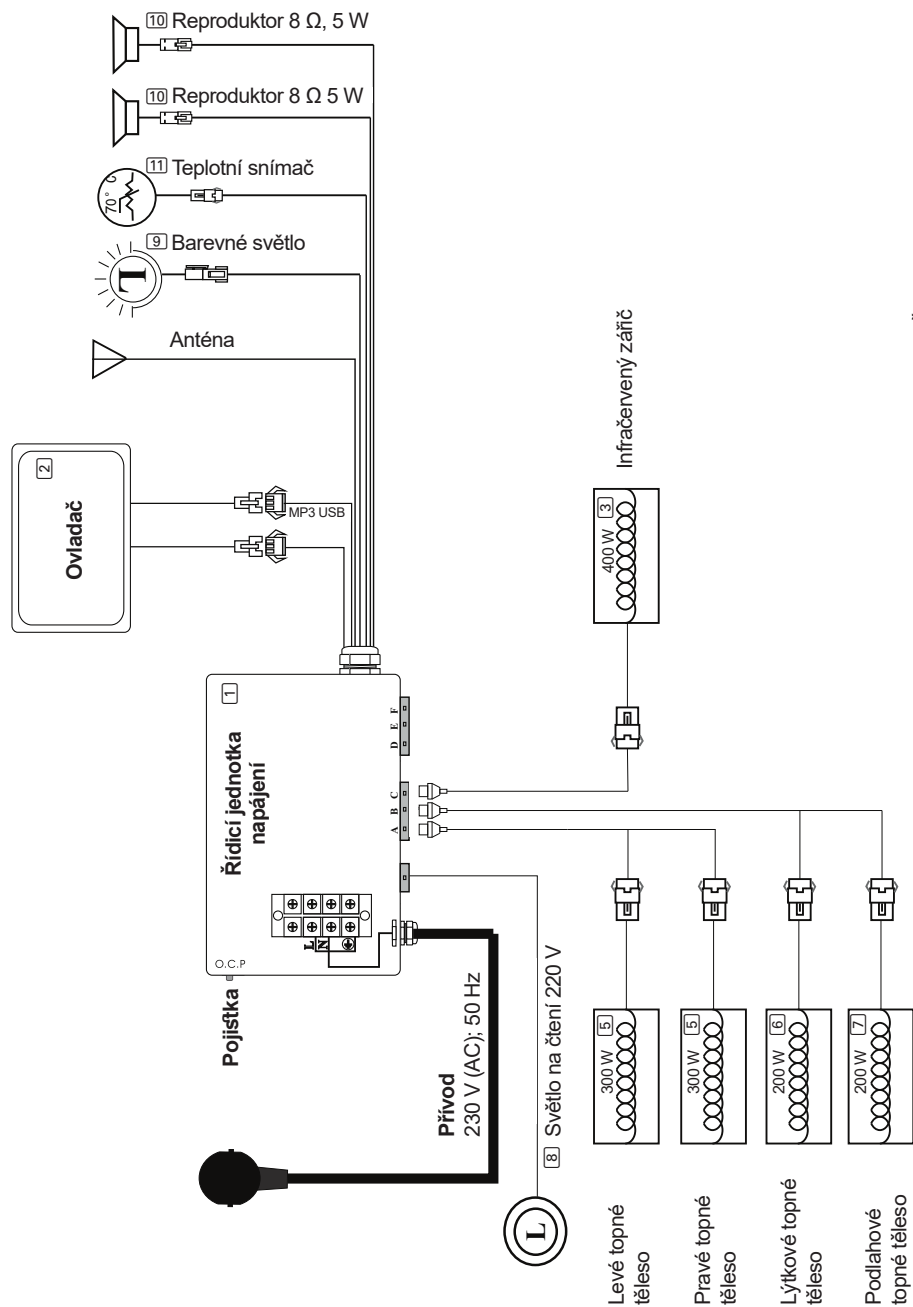 10 Reproduktor 8 Ω, 5 W
10 Reproduktor 8 Ω 5 W
11 Teplotní snímač
70° C
9 Barevné světlo
L
Anténa
2
Ovladač
MP3 USB
1
Řídicí jednotka
napájení
O.C.P
L
N
A B C
D E F
Pojistka
Přívod
230 V (AC); 50 Hz
8 Světlo na čtení 220 V
L
Infračervený zářič
3
400 W
5
300 W
Levé topné
těleso
5
300 W
Pravé topné
těleso
6
200 W
Lýtkové topné
těleso
7
200 W
Podlahové
topné těleso